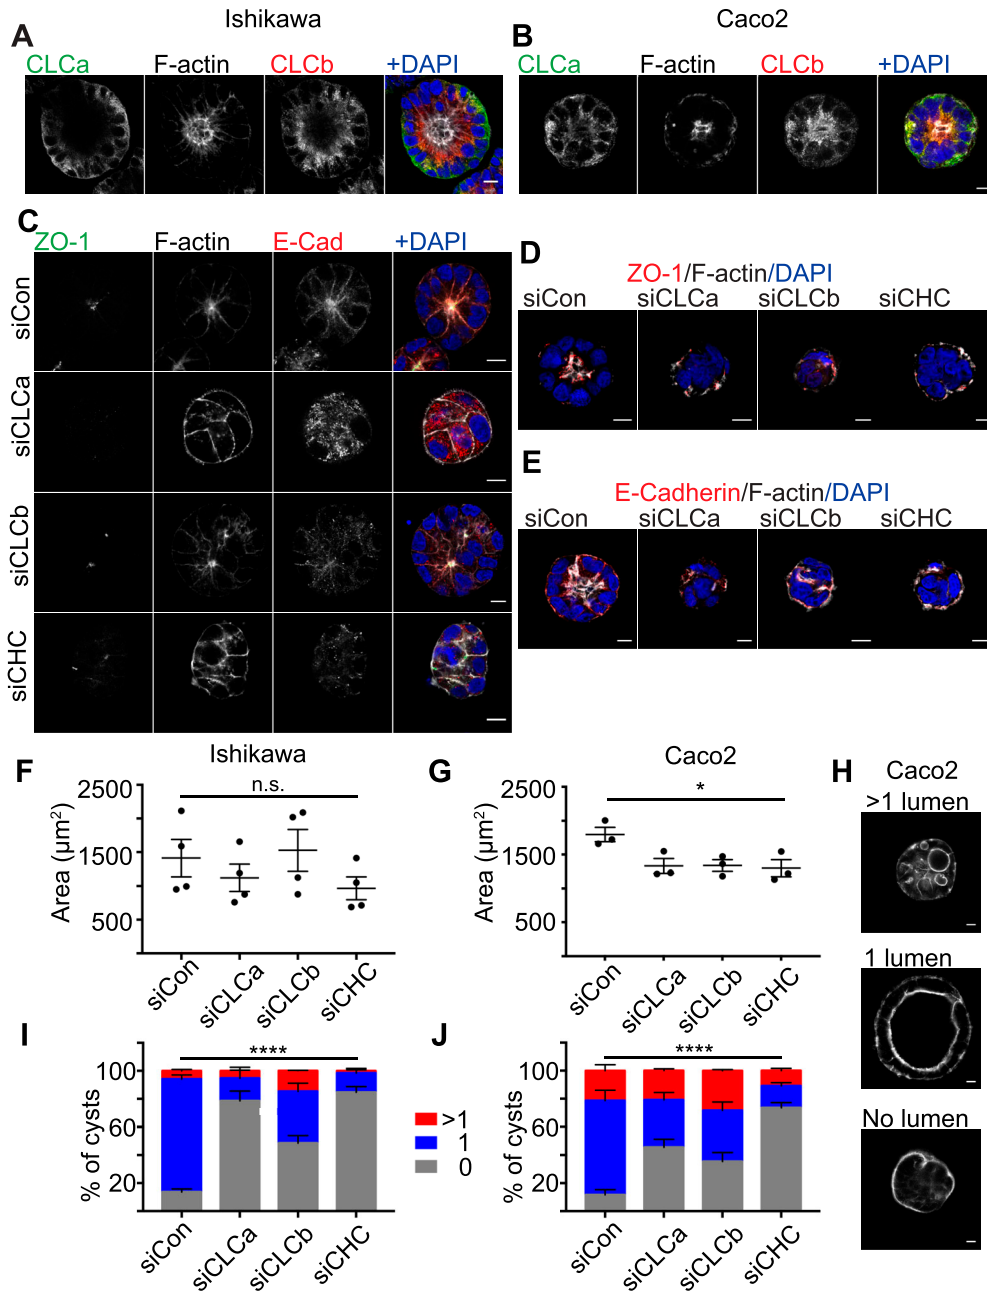 Ishikawa
Caco2
A
B
CLCa F-actin CLCb +DAPI
CLCa F-actin CLCb +DAPI
C
ZO-1 F-actin E-Cad +DAPI
siCon
siCLCa
siCLCb
siCHC
D
ZO-1/F-actin/DAPI
siCon siCLCa siCLCb siCHC
E
E-Cadherin/F-actin/DAPI
siCon siCLCa siCLCb siCHC
F
Ishikawa
n.s.
Area (μm²)
2500
1500
500
siCon siCLCa siCLCb siCHC
G
Caco2
*
Area (μm²)
2500
1500
500
siCon siCLCa siCLCb siCHC
H
Caco2
>1 lumen
1 lumen
No lumen
I
****
% of cysts
100
60
20
siCon siCLCa siCLCb siCHC
>1
1
0
J
****
% of cysts
100
60
20
siCon siCLCa siCLCb siCHC